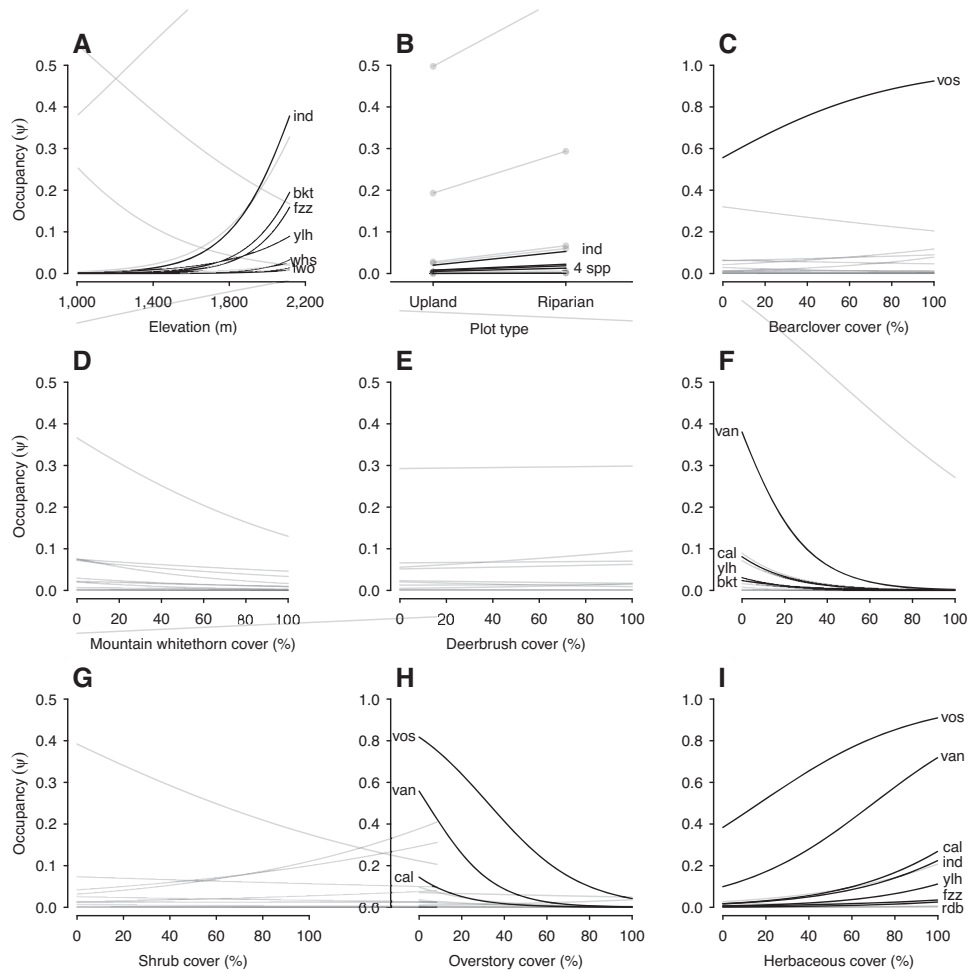 A
B
C
0.5
0.4
0.3
0.2
0.1
0.0
Occupancy (ψ)
ind
bkt
fzz
ylh
whs
lwo
1,000
1,400
1,800
2,200
Elevation (m)
0.5
0.4
0.3
0.2
0.1
0.0
ind
4 spp
Upland
Riparian
Plot type
1.0
0.8
0.6
0.4
0.2
0.0
vos
0 20 40 60 80 100
Bearclover cover (%)
D
E
F
0.5
0.4
0.3
0.2
0.1
0.0
Occupancy (ψ)
0 20 40 60 80 100
Mountain whitethorn cover (%)
0.5
0.4
0.3
0.2
0.1
0.0
0 20 40 60 80 100
Deerbrush cover (%)
0.5
0.4
0.3
0.2
0.1
0.0
van
cal
ylh
bkt
0 20 40 60 80 100
G
H
I
0.5
0.4
0.3
0.2
0.1
0.0
Occupancy (ψ)
0 20 40 60 80 100
Shrub cover (%)
1.0
0.8
0.6
0.4
0.2
0.0
vos
van
cal
0 20 40 60 80 100
Overstory cover (%)
1.0
0.8
0.6
0.4
0.2
0.0
vos
van
cal
ind
ylh
fzz
rdb
0 20 40 60 80 100
Herbaceous cover (%)